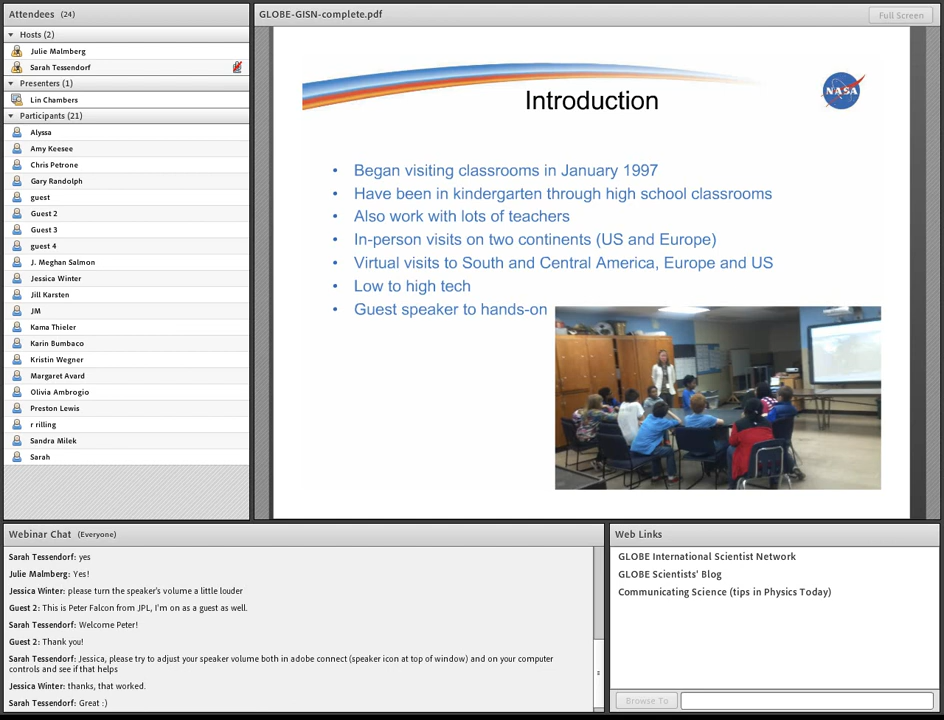 Attendees (24)
Hosts (2)
Julie Malmberg
Sarah Tessendorf
Presenters (1)
Lin Chambers
Participants (21)
Alyssa
Amy Keesee
Chris Petrone
Gary Randolph
guest
Guest 2
Guest 3
guest 4
J. Meghan Salmon
Jessica Winter
Jill Karsten
JM
Kama Thieler
Karin Bumbaco
Kristin Wegner
Margaret Avard
Olivia Ambrogio
Preston Lewis
r rilling
Sandra Milek
Sarah
GLOBE-GISN-complete.pdf
Full Screen
NASA
Introduction
• Began visiting classrooms in January 1997
• Have been in kindergarten through high school classrooms
• Also work with lots of teachers
• In-person visits on two continents (US and Europe)
• Virtual visits to South and Central America, Europe and US
• Low to high tech
• Guest speaker to hands-on
Webinar Chat (Everyone)
Sarah Tessendorf: yes
Julie Malmberg: Yes!
Jessica Winter: please turn the speaker's volume a little louder
Guest 2: This is Peter Falcon from JPL, I'm on as a guest as well.
Sarah Tessendorf: Welcome Peter!
Guest 2: Thank you!
Sarah Tessendorf: Jessica, please try to adjust your speaker volume both in adobe connect (speaker icon at top of window) and on your computer
controls and see if that helps
Jessica Winter: thanks, that worked.
Sarah Tessendorf: Great :)
Web Links
GLOBE International Scientist Network
GLOBE Scientists' Blog
Communicating Science (tips in Physics Today)
Browse To